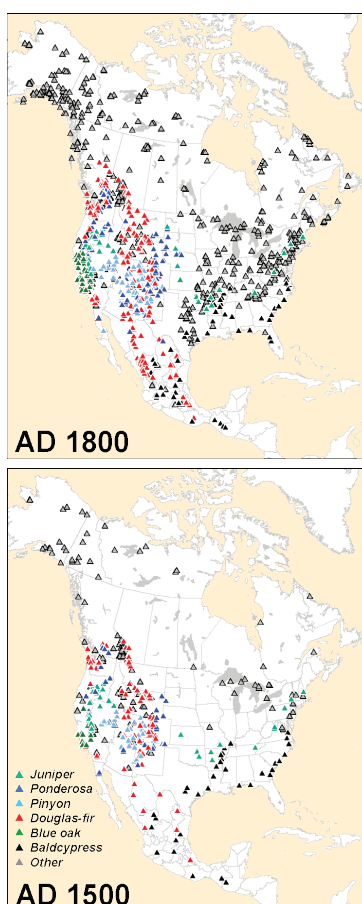 AD 1800
Juniper
Ponderosa
Pinyon
Douglas-fir
Blue oak
Baldcypress
Other
AD 1500